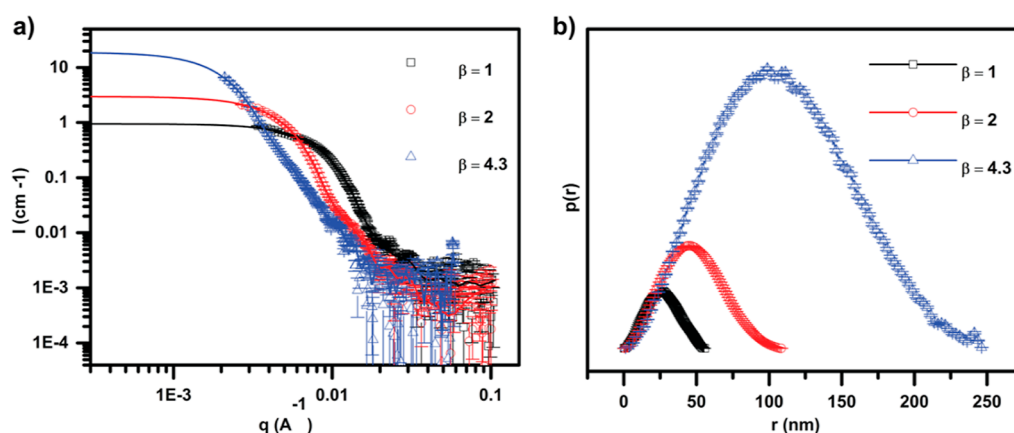 a)
I (cm -1)
10
1
0.1
0.01
1E-3
1E-4
β = 1
β = 2
β = 4.3
1E-3
0.01
0.1
q (A -1)
b)
p(r)
β = 1
β = 2
β = 4.3
0
50
100
150
200
250
r (nm)